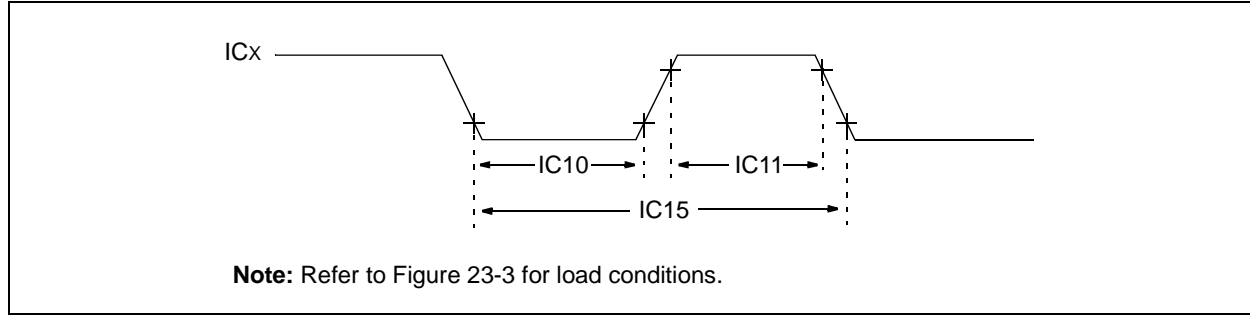 ICx
IC10
IC11
IC15
Note: Refer to Figure 23-3 for load conditions.